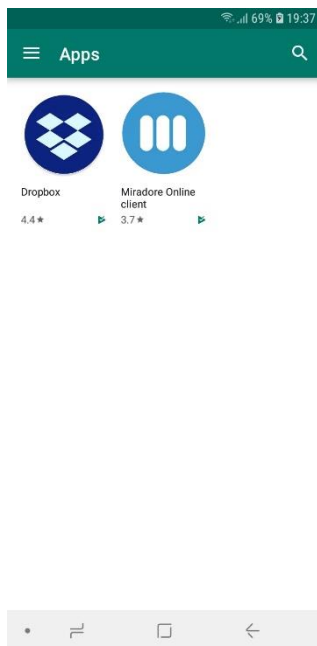 69% 19:37
Apps
Dropbox
Miradore Online
client
4.4★
3.7★